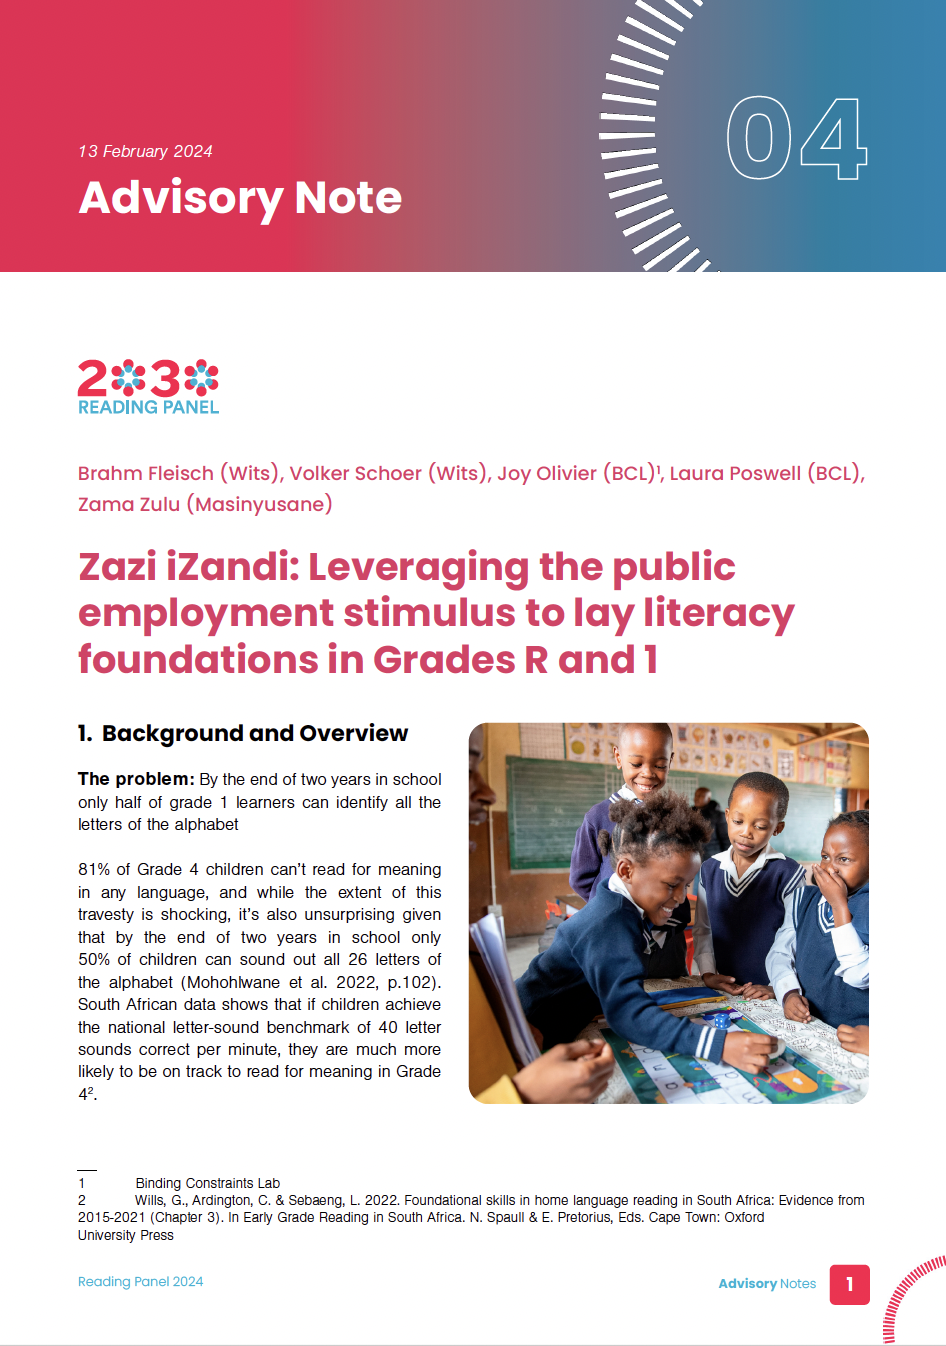 13 February 2024
Advisory Note
04
2030
READING PANEL
Brahm Fleisch (Wits), Volker Schoer (Wits), Joy Olivier (BCL)¹, Laura Poswell (BCL),
Zama Zulu (Masinyusane)
Zazi iZandi: Leveraging the public
employment stimulus to lay literacy
foundations in Grades R and 1
1. Background and Overview
The problem: By the end of two years in school
only half of grade 1 learners can identify all the
letters of the alphabet
81% of Grade 4 children can’t read for meaning
in any language, and while the extent of this
travesty is shocking, it’s also unsurprising given
that by the end of two years in school only
50% of children can sound out all 26 letters of
the alphabet (Mohohlwane et al. 2022, p.102).
South African data shows that if children achieve
the national letter-sound benchmark of 40 letter
sounds correct per minute, they are much more
likely to be on track to read for meaning in Grade
4².
1 Binding Constraints Lab
2 Wills, G., Ardington, C. & Sebaeng, L. 2022. Foundational skills in home language reading in South Africa: Evidence from
2015-2021 (Chapter 3). In Early Grade Reading in South Africa. N. Spaull & E. Pretorius, Eds. Cape Town: Oxford
University Press
Reading Panel 2024
Advisory Notes 1